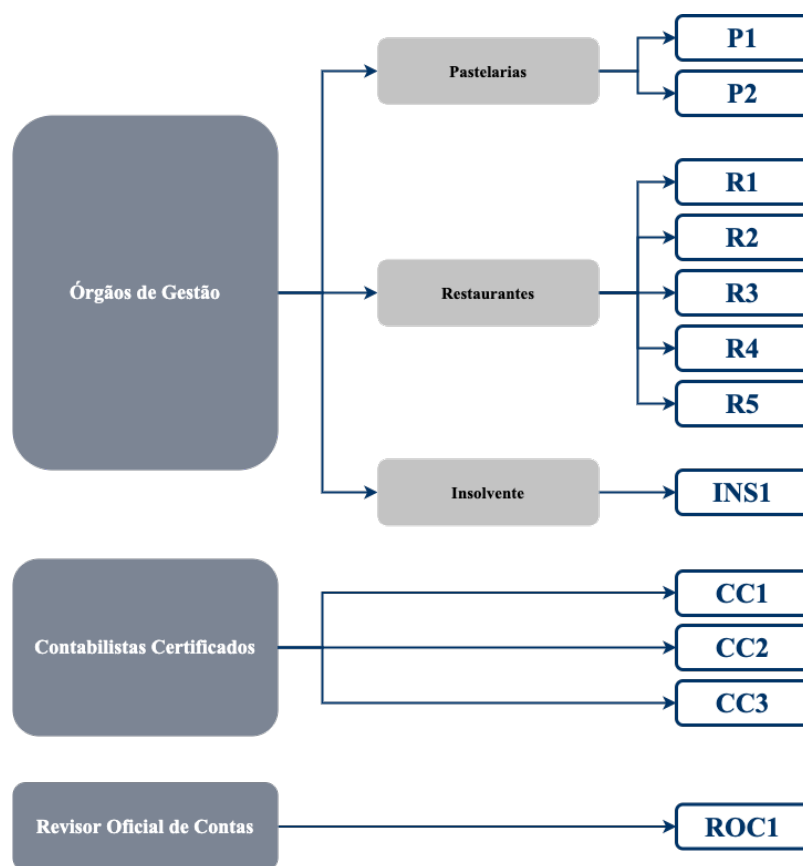 Órgãos de Gestão
Pastelarias
P1
P2
Restaurantes
R1
R2
R3
R4
R5
Insolvente
INS1
Contabilistas Certificados
CC1
CC2
CC3
Revisor Oficial de Contas
ROC1